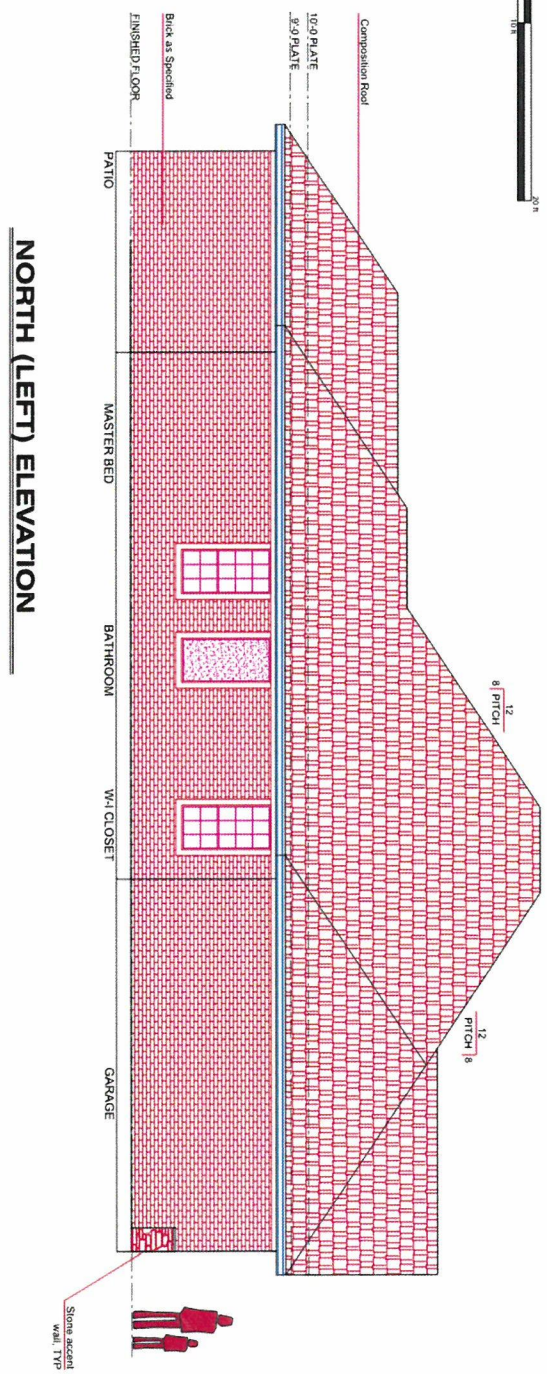 10 ft
20 ft
Composition Roof
10'-0 PLATE
9'-0 PLATE
Brick as Specified
FINISHED FLOOR
12
8 PITCH
12
PITCH 8
PATIO
MASTER BED
BATHROOM
W-I CLOSET
GARAGE
Stone accent
wall, TYP
NORTH (LEFT) ELEVATION